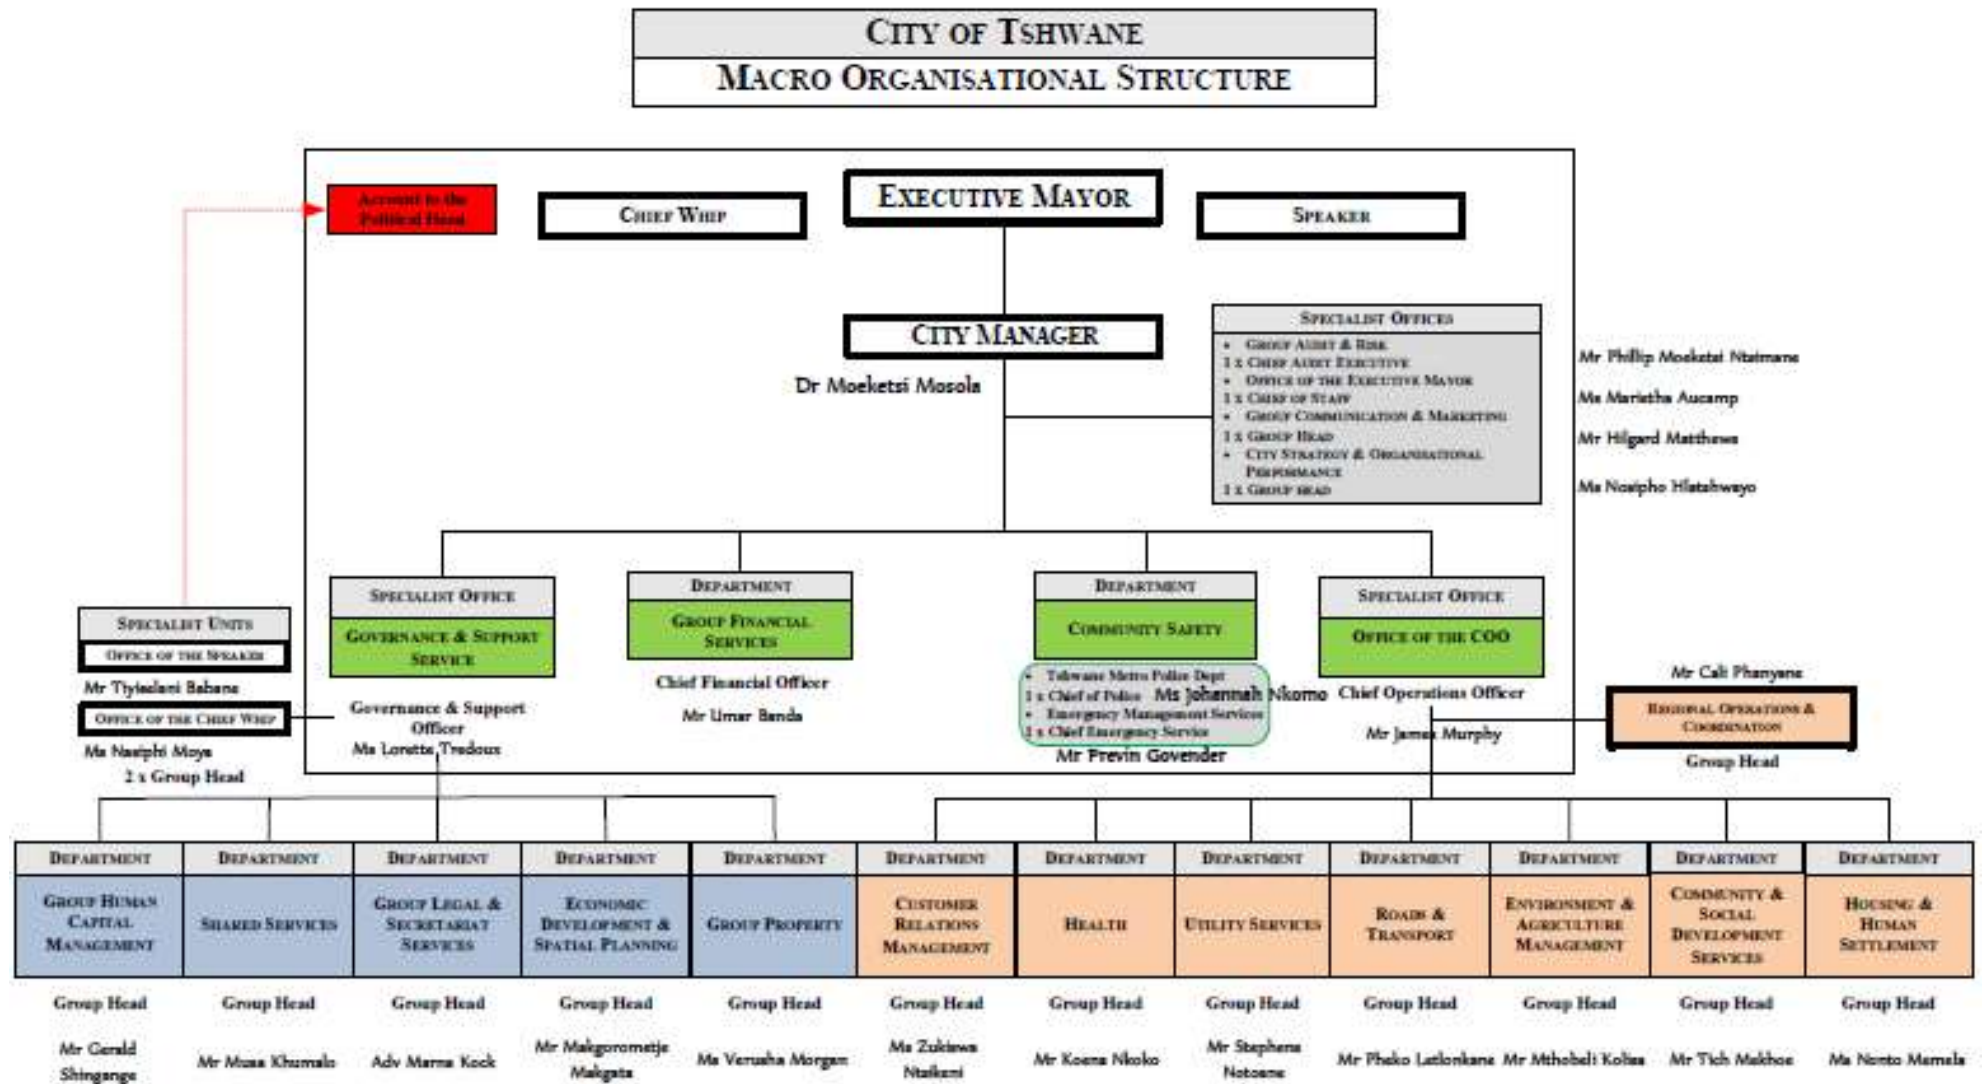 CITY OF TSHWANE
MACRO ORGANISATIONAL STRUCTURE
Account to the
Political Head
CHIEF WHIP
EXECUTIVE MAYOR
SPEAKER
CITY MANAGER
Dr Moeketsi Mosola
SPECIALIST OFFICES
• GROUP AUDIT & RISK
1 x CHIEF AUDIT EXECUTIVE
• OFFICE OF THE EXECUTIVE MAYOR
1 x CHIEF OF STAFF
• GROUP COMMUNICATION & MARKETING
1 x GROUP HEAD
• CITY STRATEGY & ORGANISATIONAL
PERFORMANCE
1 x GROUP HEAD
Mr Phillip Moeketsi Ntsimane
Ms Marietha Aucamp
Mr Hilgard Matthews
Ms Nosipho Hlatshwayo
SPECIALIST UNITS
OFFICE OF THE SPEAKER
Mr Tiyiselani Babane
OFFICE OF THE CHIEF WHIP
Ms Nasiphi Moya
2 x Group Head
SPECIALIST OFFICE
GOVERNANCE & SUPPORT
SERVICE
Governance & Support
Officer
Ms Lorette Tredoux
DEPARTMENT
GROUP FINANCIAL
SERVICES
Chief Financial Officer
Mr Umar Banda
DEPARTMENT
COMMUNITY SAFETY
• Tshwane Metro Police Dept
1 x Chief of Police Ms Johannah Nkomo
• Emergency Management Services
1 x Chief Emergency Service
Mr Previn Govender
SPECIALIST OFFICE
OFFICE OF THE COO
Chief Operations Officer
Mr James Murphy
Mr Cali Phanyane
REGIONAL OPERATIONS &
COORDINATION
Group Head
DEPARTMENT
GROUP HUMAN
CAPITAL
MANAGEMENT
Group Head
Mr Gerald
Shingange
DEPARTMENT
SHARED SERVICES
Group Head
Mr Musa Khumalo
DEPARTMENT
GROUP LEGAL &
SECRETARIAT
SERVICES
Group Head
Adv Marna Kock
DEPARTMENT
ECONOMIC
DEVELOPMENT &
SPATIAL PLANNING
Group Head
Mr Makgorometje
Makgata
DEPARTMENT
GROUP PROPERTY
Group Head
Ms Verusha Morgan
DEPARTMENT
CUSTOMER
RELATIONS
MANAGEMENT
Group Head
Ms Zukiswa
Ntsikeni
DEPARTMENT
HEALTH
Group Head
Mr Koena Nkoko
DEPARTMENT
UTILITY SERVICES
Group Head
Mr Stephens
Notoane
DEPARTMENT
ROADS &
TRANSPORT
Group Head
Mr Pheko Letlonkane
DEPARTMENT
ENVIRONMENT &
AGRICULTURE
MANAGEMENT
Group Head
Mr Mthobeli Kolisa
DEPARTMENT
COMMUNITY &
SOCIAL
DEVELOPMENT
SERVICES
Group Head
Mr Tich Mekhoe
DEPARTMENT
HOUSING &
HUMAN
SETTLEMENT
Group Head
Ms Nonto Memela